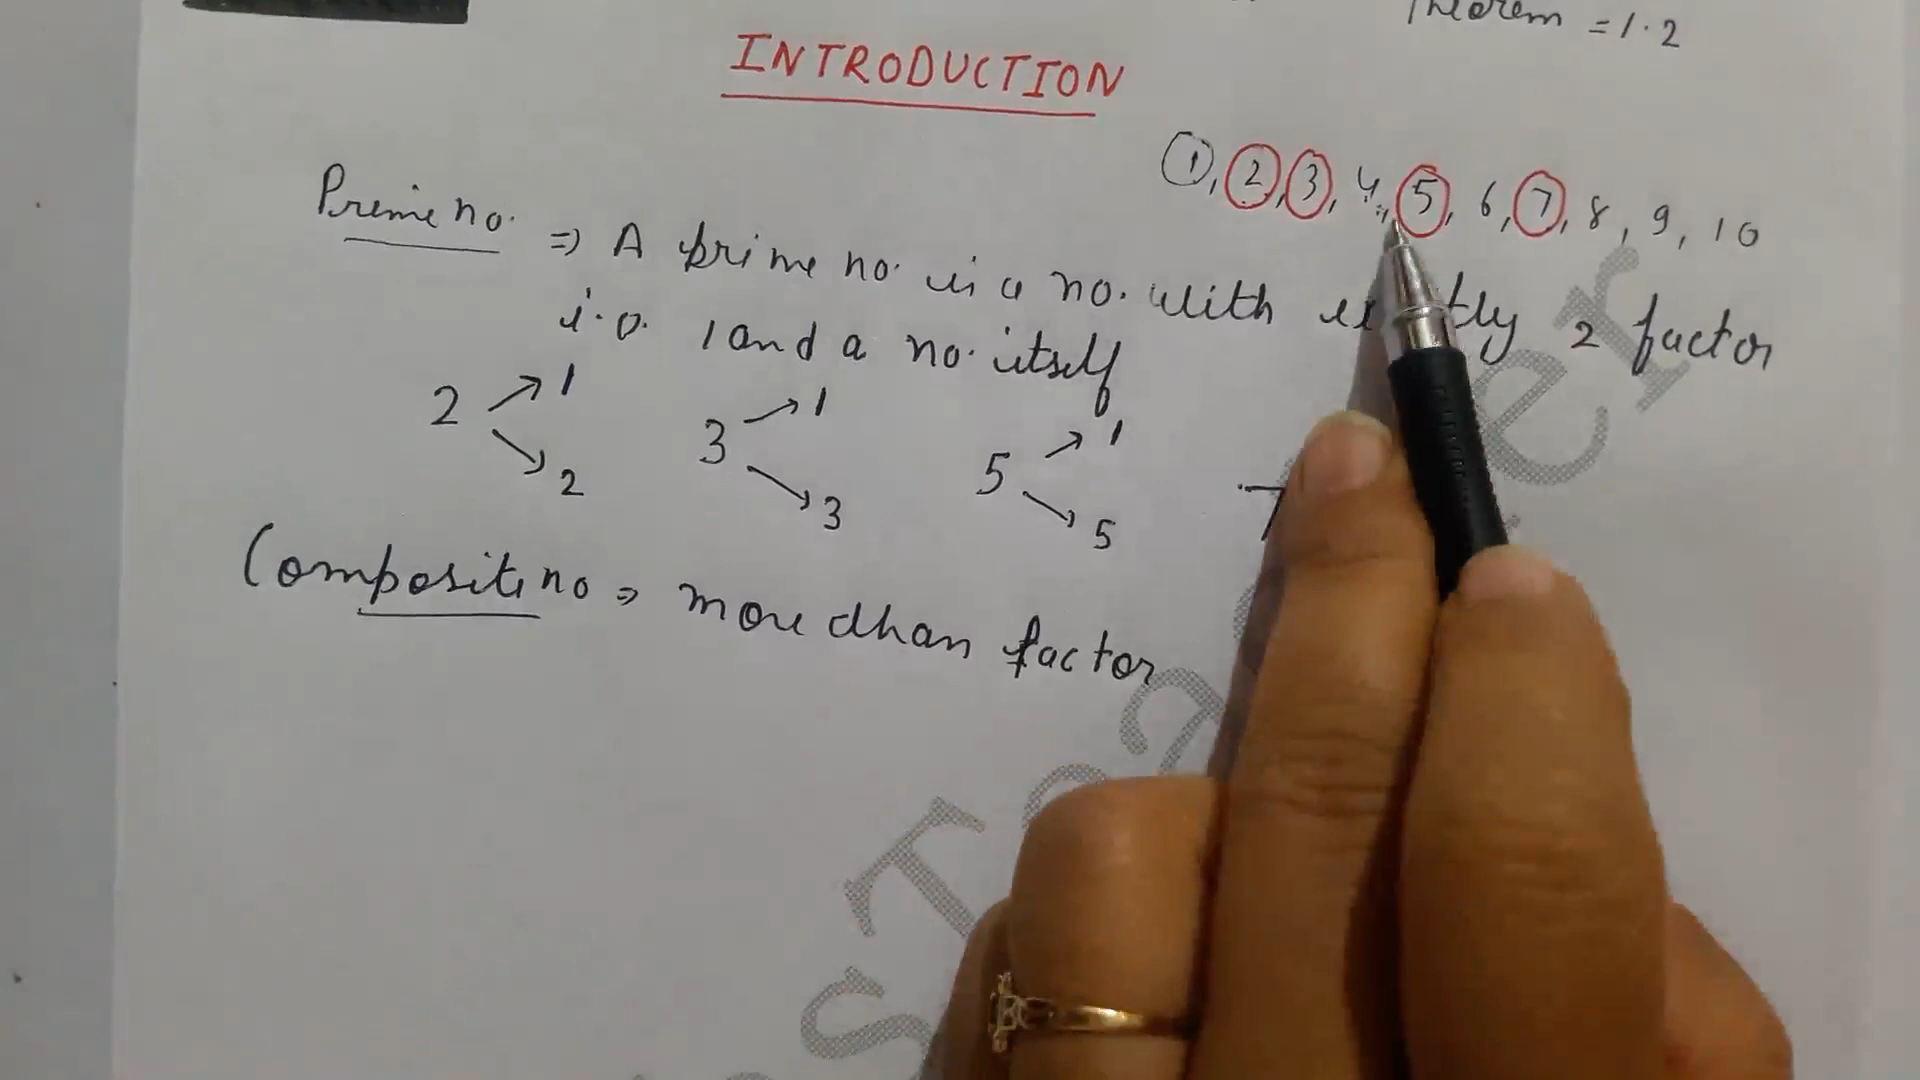 Theorem = 1.2
INTRODUCTION
1, 2, 3, 4, 5, 6, 7, 8, 9, 10
Prime no. => A prime no. is a no. with 2 factor
i.e. 1 and a no. itself
2 → 1 → 2
3 → 1 → 3
5 → 1 → 5
7
Composite no => more than factor